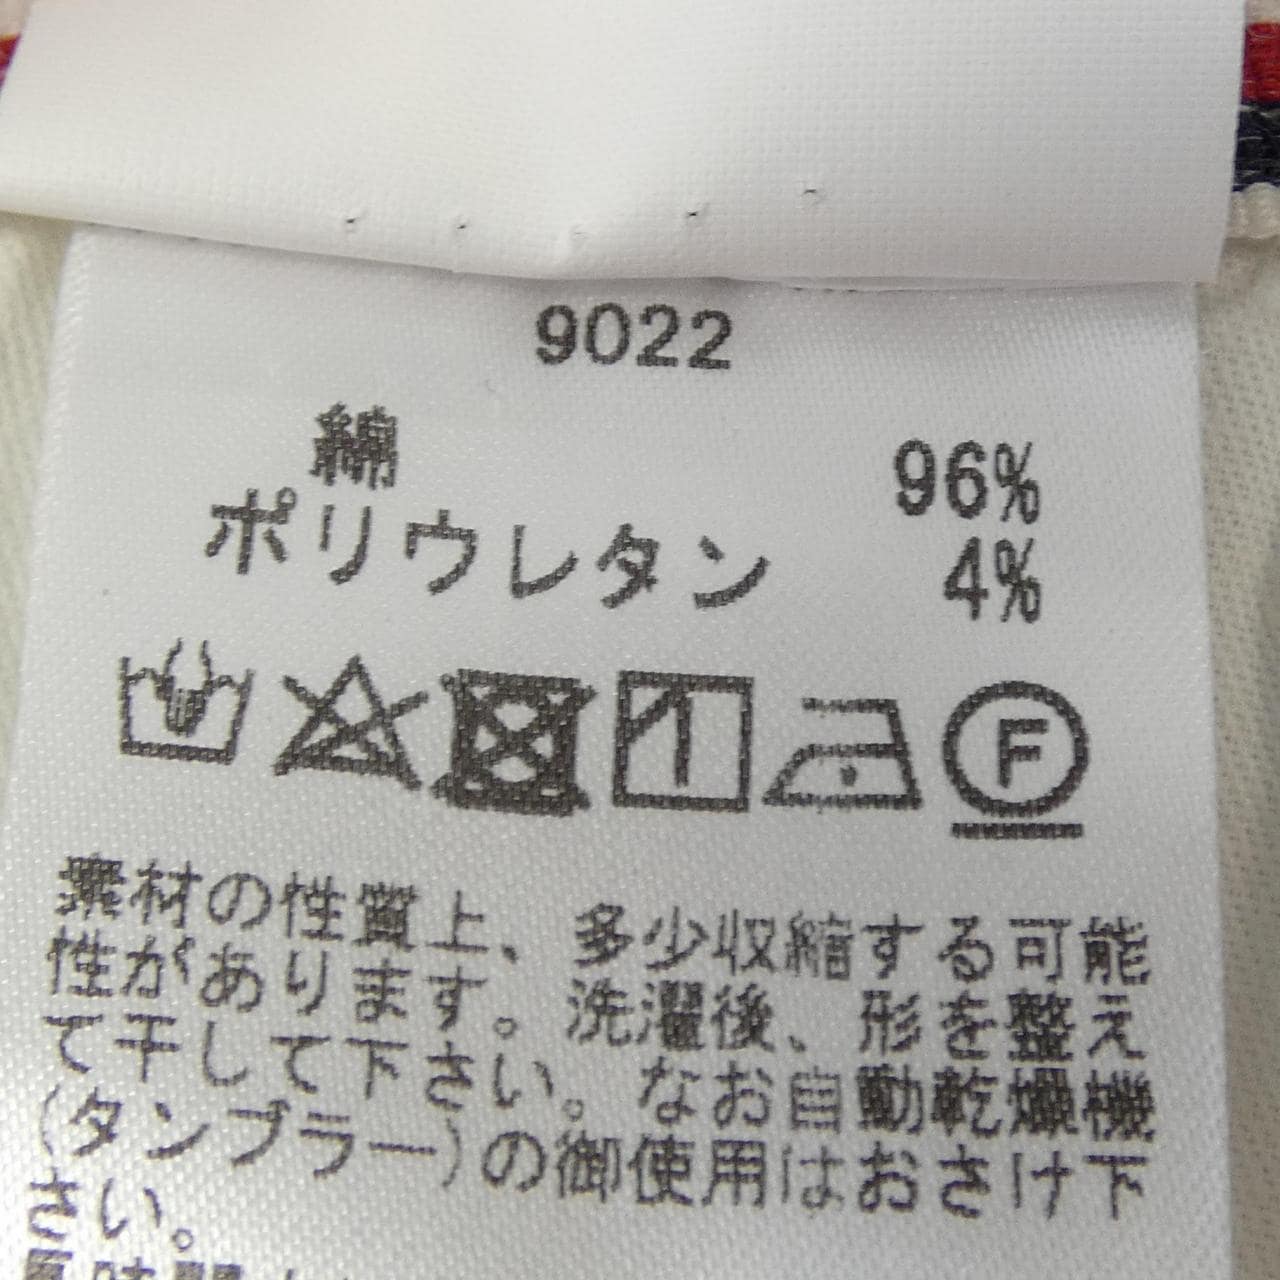 9022
綿 96%
ポリウレタン 4%
F
素材の性質上、多少収縮する可能
性があります。洗濯後、形を整え
て干して下さい。なお自動乾燥機
(タンブラー)の御使用はおさけ下
さい。